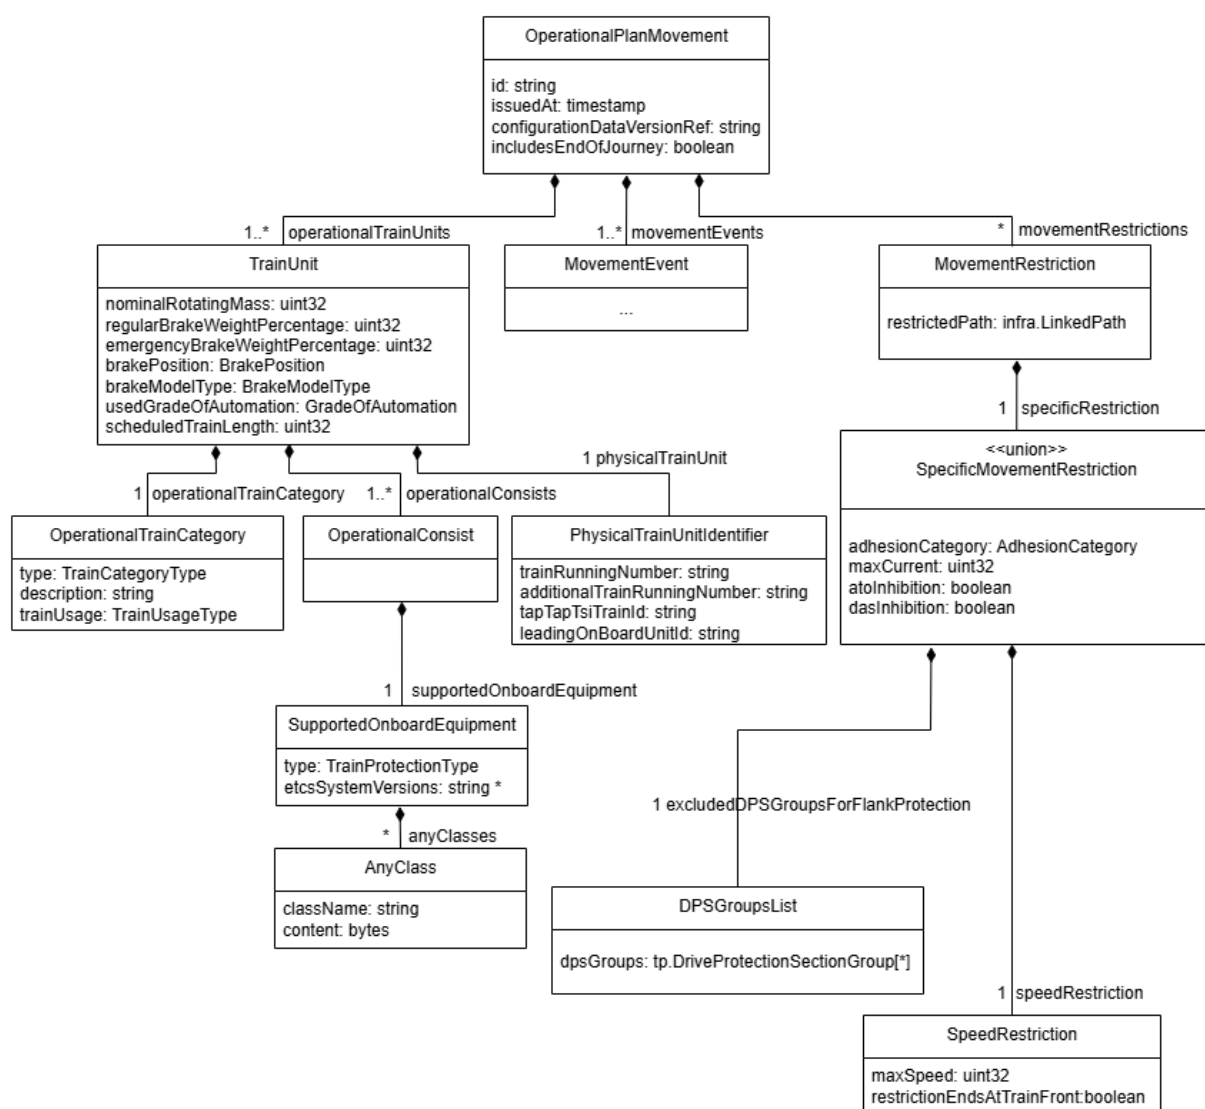 OperationalPlanMovement
id: string
issuedAt: timestamp
configurationDataVersionRef: string
includesEndOfJourney: boolean
1..* operationalTrainUnits
1..* movementEvents
* movementRestrictions
TrainUnit
nominalRotatingMass: uint32
regularBrakeWeightPercentage: uint32
emergencyBrakeWeightPercentage: uint32
brakePosition: BrakePosition
brakeModelType: BrakeModelType
usedGradeOfAutomation: GradeOfAutomation
scheduledTrainLength: uint32
MovementEvent
...
MovementRestriction
restrictedPath: infra.LinkedPath
1 specificRestriction
1 operationalTrainCategory
1..* operationalConsists
1 physicalTrainUnit
<<union>>
SpecificMovementRestriction
adhesionCategory: AdhesionCategory
maxCurrent: uint32
atoInhibition: boolean
dasInhibition: boolean
OperationalTrainCategory
type: TrainCategoryType
description: string
trainUsage: TrainUsageType
OperationalConsist
PhysicalTrainUnitIdentifier
trainRunningNumber: string
additionalTrainRunningNumber: string
tapTapTsiTrainId: string
leadingOnBoardUnitId: string
1 supportedOnboardEquipment
SupportedOnboardEquipment
type: TrainProtectionType
etcsSystemVersions: string *
* anyClasses
AnyClass
className: string
content: bytes
1 excludedDPSGroupsForFlankProtection
DPSGroupsList
dpsGroups: tp.DriveProtectionSectionGroup[*]
1 speedRestriction
SpeedRestriction
maxSpeed: uint32
restrictionEndsAtTrainFront:boolean